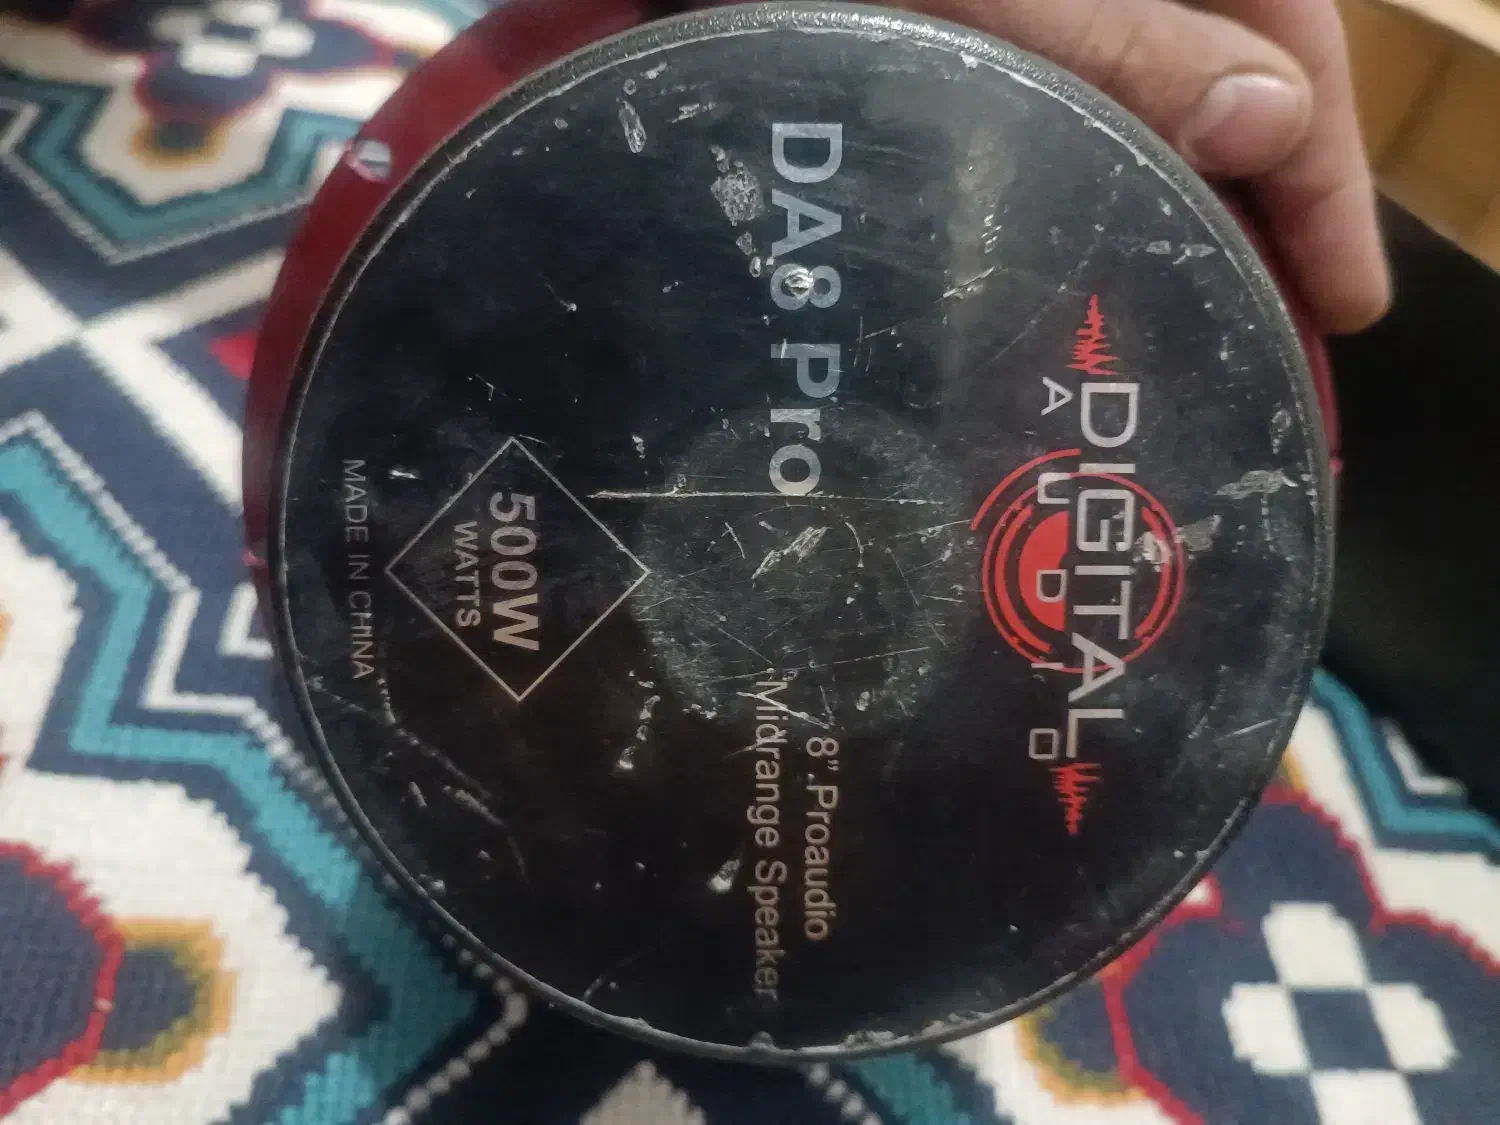 DIGITAL
AUDIO
DA8 Pro
8".Proaudio
Midrange Speaker
500W
WATTS
MADE IN CHINA